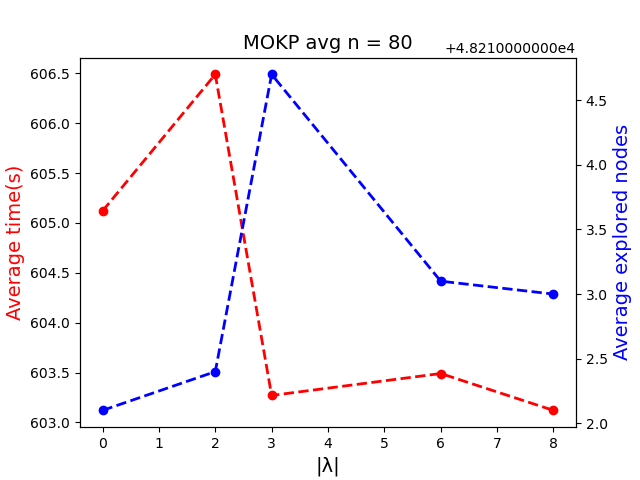 MOKP avg n = 80
+4.8210000000e4
Average time(s)
606.5
606.0
605.5
605.0
604.5
604.0
603.5
603.0
4.5
4.0
3.5
3.0
2.5
2.0
Average explored nodes
0 1 2 3 4 5 6 7 8
|λ|